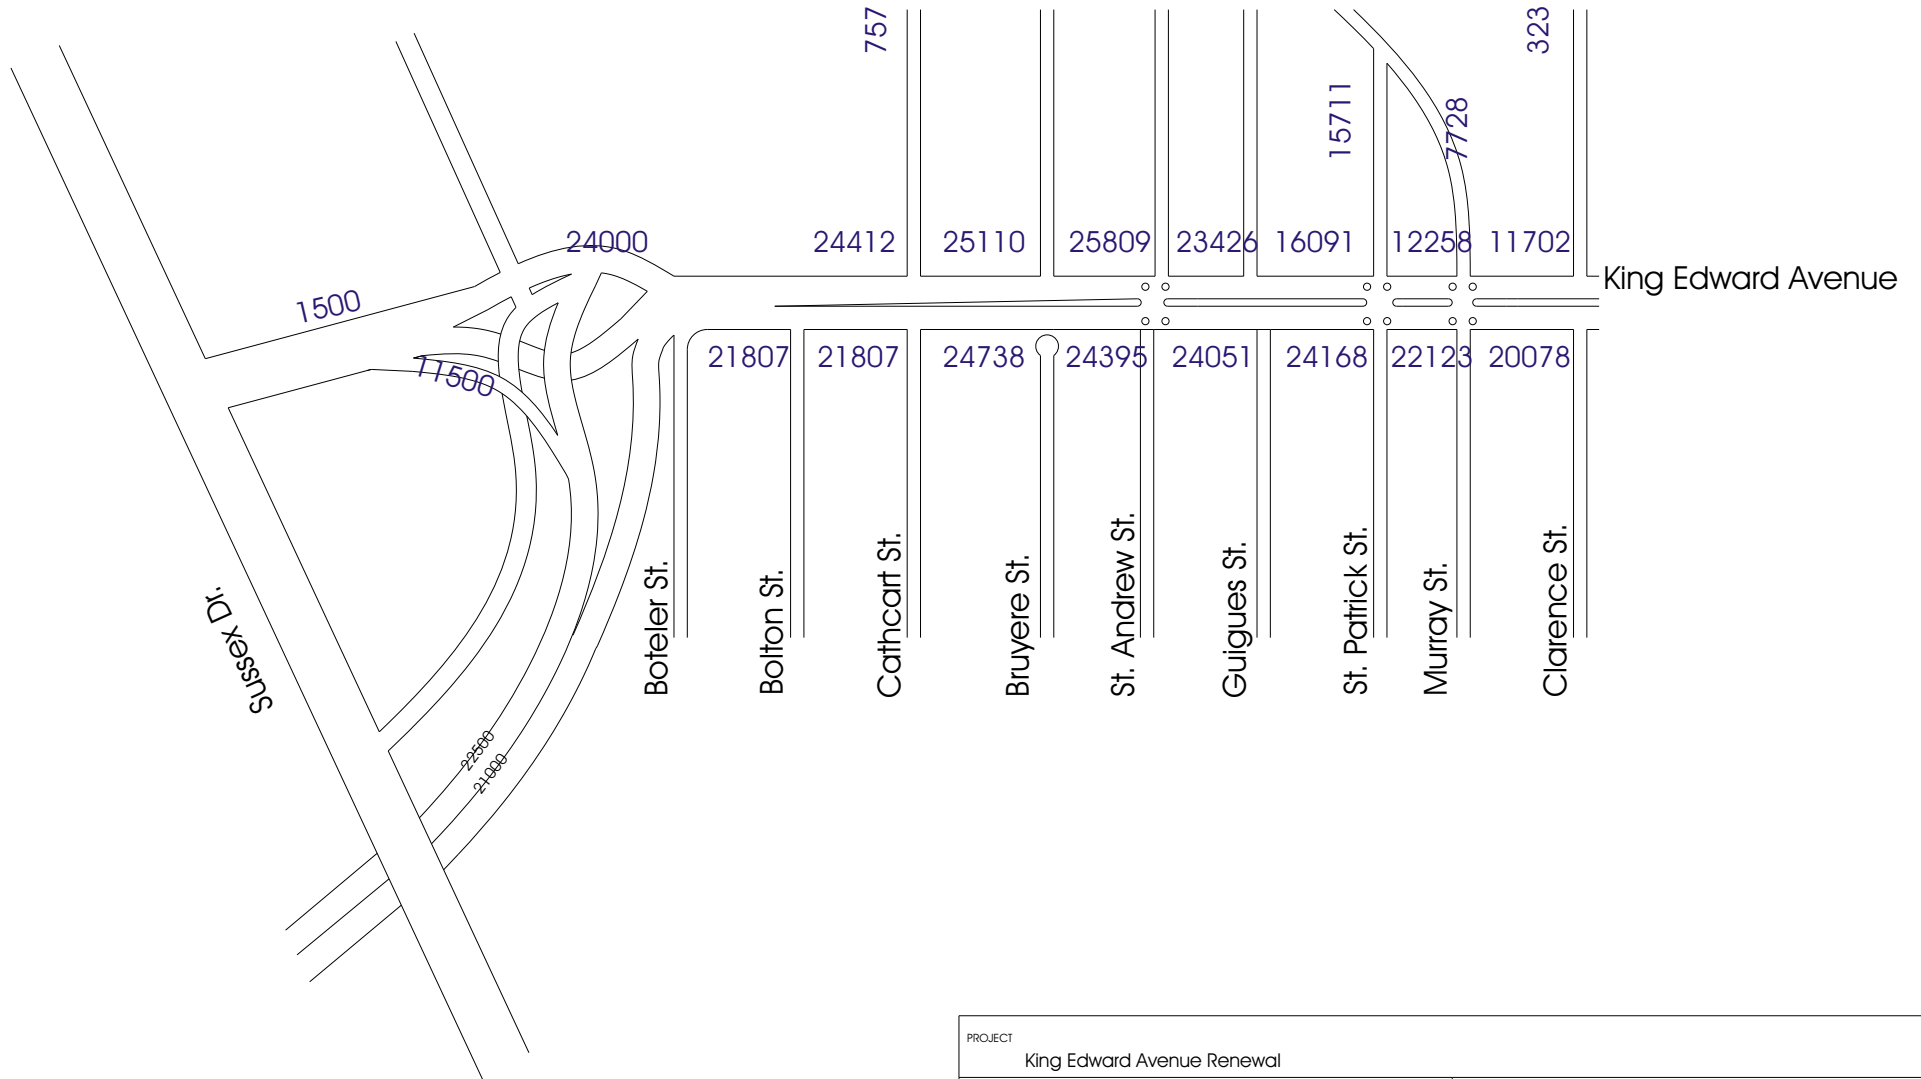 757
323
15711
7728
24000
24412
25110
25809
23426
16091
12258
11702
King Edward Avenue
1500
11500
21807
21807
24738
24395
24051
24168
22123
20078
Sussex Dr.
Boteler St.
Bolton St.
Cathcart St.
Bruyere St.
St. Andrew St.
Guigues St.
St. Patrick St.
Murray St.
Clarence St.
22500
21000
PROJECT
King Edward Avenue Renewal